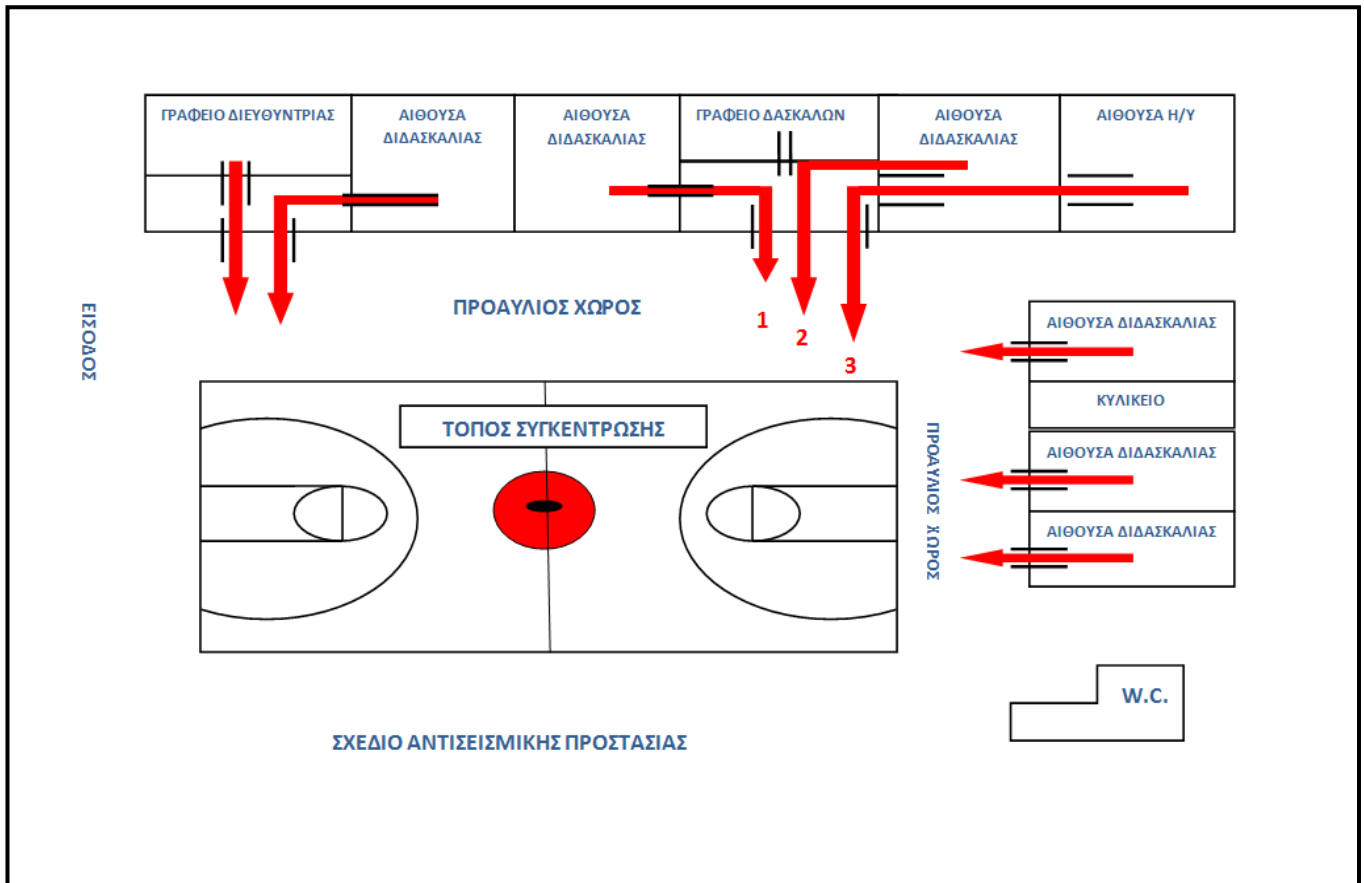 ΓΡΑΦΕΙΟ ΔΙΕΥΘΥΝΤΡΙΑΣ
ΑΙΘΟΥΣΑ
ΔΙΔΑΣΚΑΛΙΑΣ
ΑΙΘΟΥΣΑ
ΔΙΔΑΣΚΑΛΙΑΣ
ΓΡΑΦΕΙΟ ΔΑΣΚΑΛΩΝ
ΑΙΘΟΥΣΑ
ΔΙΔΑΣΚΑΛΙΑΣ
ΑΙΘΟΥΣΑ Η/Υ
ΕΙΣΟΔΟΣ
ΠΡΟΑΥΛΙΟΣ ΧΩΡΟΣ
1
2
3
ΑΙΘΟΥΣΑ ΔΙΔΑΣΚΑΛΙΑΣ
ΚΥΛΙΚΕΙΟ
ΑΙΘΟΥΣΑ ΔΙΔΑΣΚΑΛΙΑΣ
ΑΙΘΟΥΣΑ ΔΙΔΑΣΚΑΛΙΑΣ
ΤΟΠΟΣ ΣΥΓΚΕΝΤΡΩΣΗΣ
ΠΡΟΑΥΛΙΟΣ ΧΩΡΟΣ
W.C.
ΣΧΕΔΙΟ ΑΝΤΙΣΕΙΣΜΙΚΗΣ ΠΡΟΣΤΑΣΙΑΣ